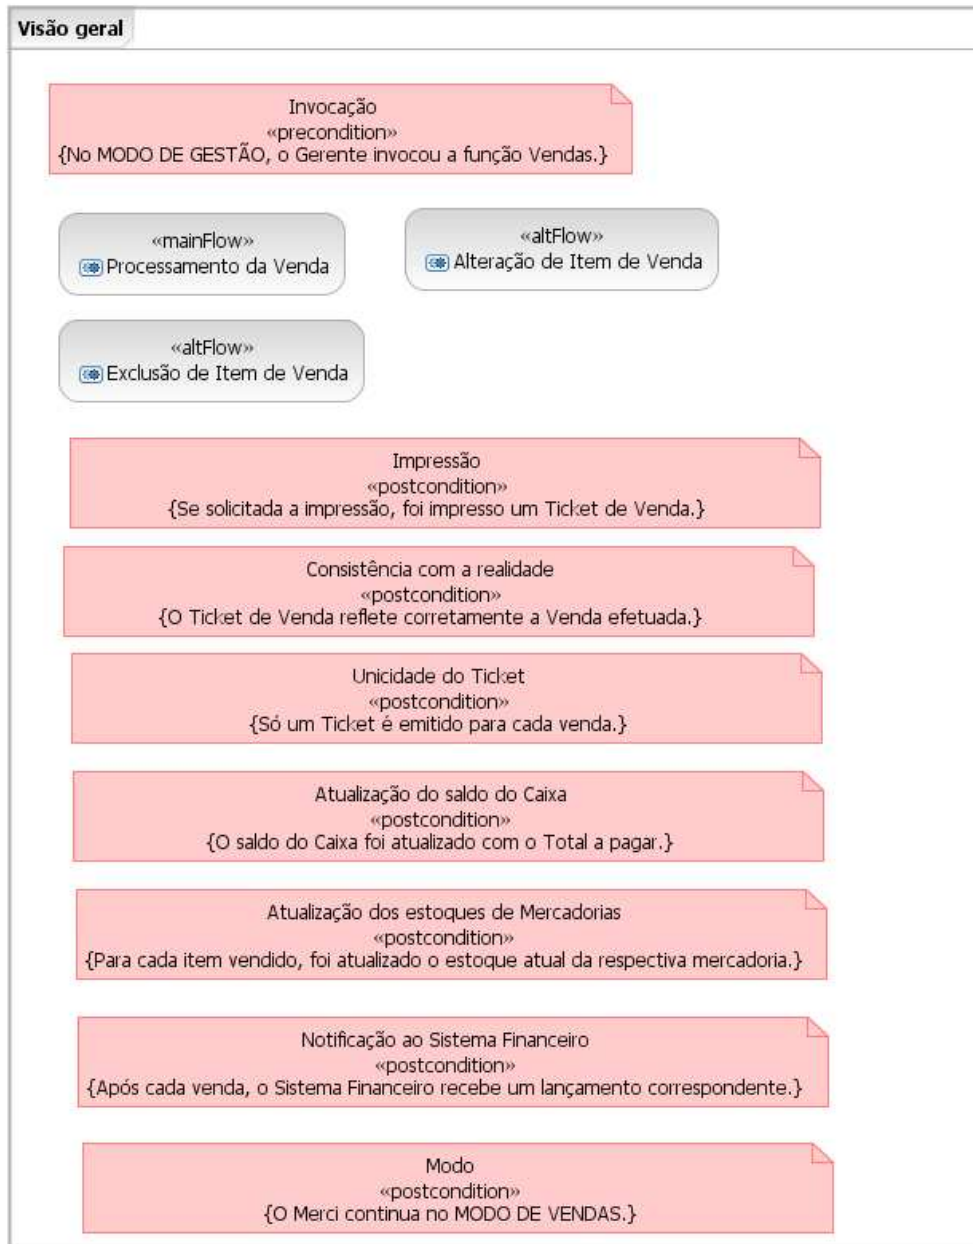 Visão geral
Invocação
«precondition»
{No MODO DE GESTÃO, o Gerente invocou a função Vendas.}
«mainFlow»
Processamento da Venda
«altFlow»
Alteração de Item de Venda
«altFlow»
Exclusão de Item de Venda
Impressão
«postcondition»
{Se solicitada a impressão, foi impresso um Ticket de Venda.}
Consistência com a realidade
«postcondition»
{O Ticket de Venda reflete corretamente a Venda efetuada.}
Unicidade do Ticket
«postcondition»
{Só um Ticket é emitido para cada venda.}
Atualização do saldo do Caixa
«postcondition»
{O saldo do Caixa foi atualizado com o Total a pagar.}
Atualização dos estoques de Mercadorias
«postcondition»
{Para cada item vendido, foi atualizado o estoque atual da respectiva mercadoria.}
Notificação ao Sistema Financeiro
«postcondition»
{Após cada venda, o Sistema Financeiro recebe um lançamento correspondente.}
Modo
«postcondition»
{O Merci continua no MODO DE VENDAS.}